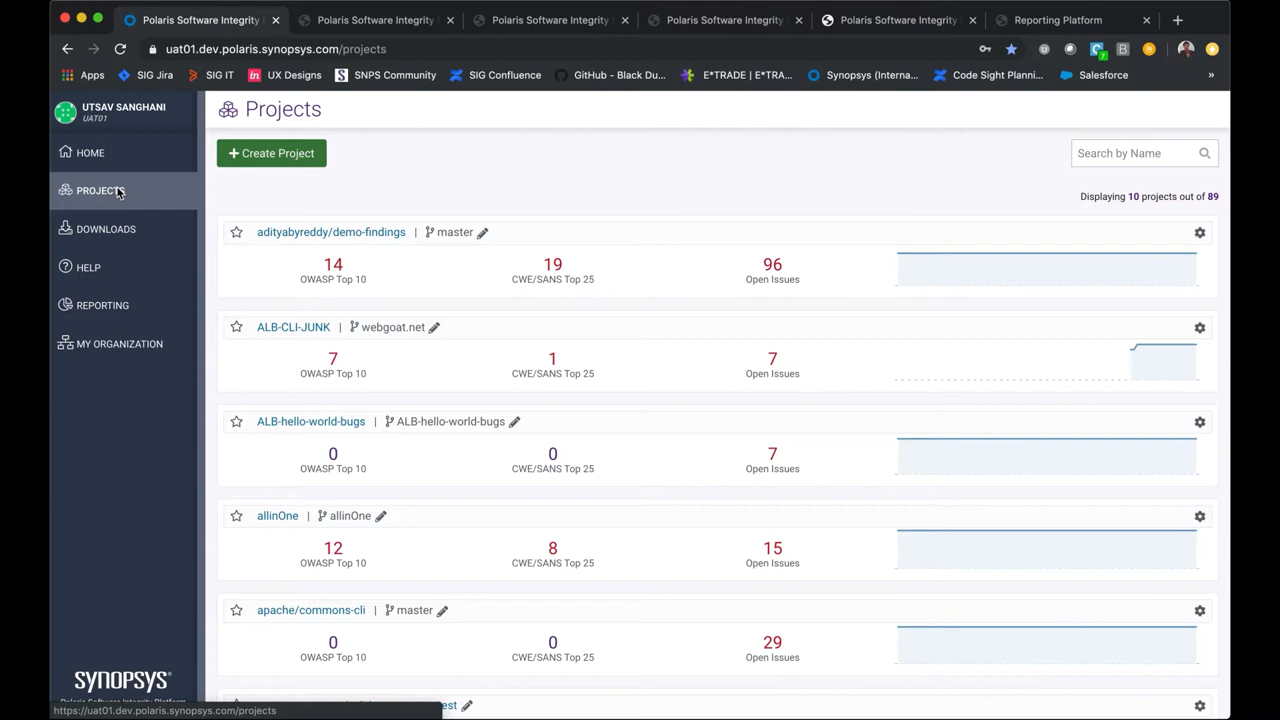 Polaris Software Integrity
Polaris Software Integrity
Polaris Software Integrity
Polaris Software Integrity
Polaris Software Integrity
Reporting Platform
uat01.dev.polaris.synopsys.com/projects
Apps
SIG Jira
SIG IT
UX Designs
SNPS Community
SIG Confluence
GitHub - Black Du...
E*TRADE | E*TRA...
Synopsys (Interna...
Code Sight Planni...
Salesforce
»
UTSAV SANGHANI
UAT01
HOME
PROJECTS
DOWNLOADS
HELP
REPORTING
MY ORGANIZATION
SYNOPSYS®
Polaris Software Integrity Platform
https://uat01.dev.polaris.synopsys.com/projects
Projects
+ Create Project
Search by Name
Displaying 10 projects out of 89
adityabyreddy/demo-findings | master
14 19 96
OWASP Top 10 CWE/SANS Top 25 Open Issues
ALB-CLI-JUNK | webgoat.net
7 1 7
OWASP Top 10 CWE/SANS Top 25 Open Issues
ALB-hello-world-bugs | ALB-hello-world-bugs
0 0 7
OWASP Top 10 CWE/SANS Top 25 Open Issues
allinOne | allinOne
12 8 15
OWASP Top 10 CWE/SANS Top 25 Open Issues
apache/commons-cli | master
0 0 29
OWASP Top 10 CWE/SANS Top 25 Open Issues